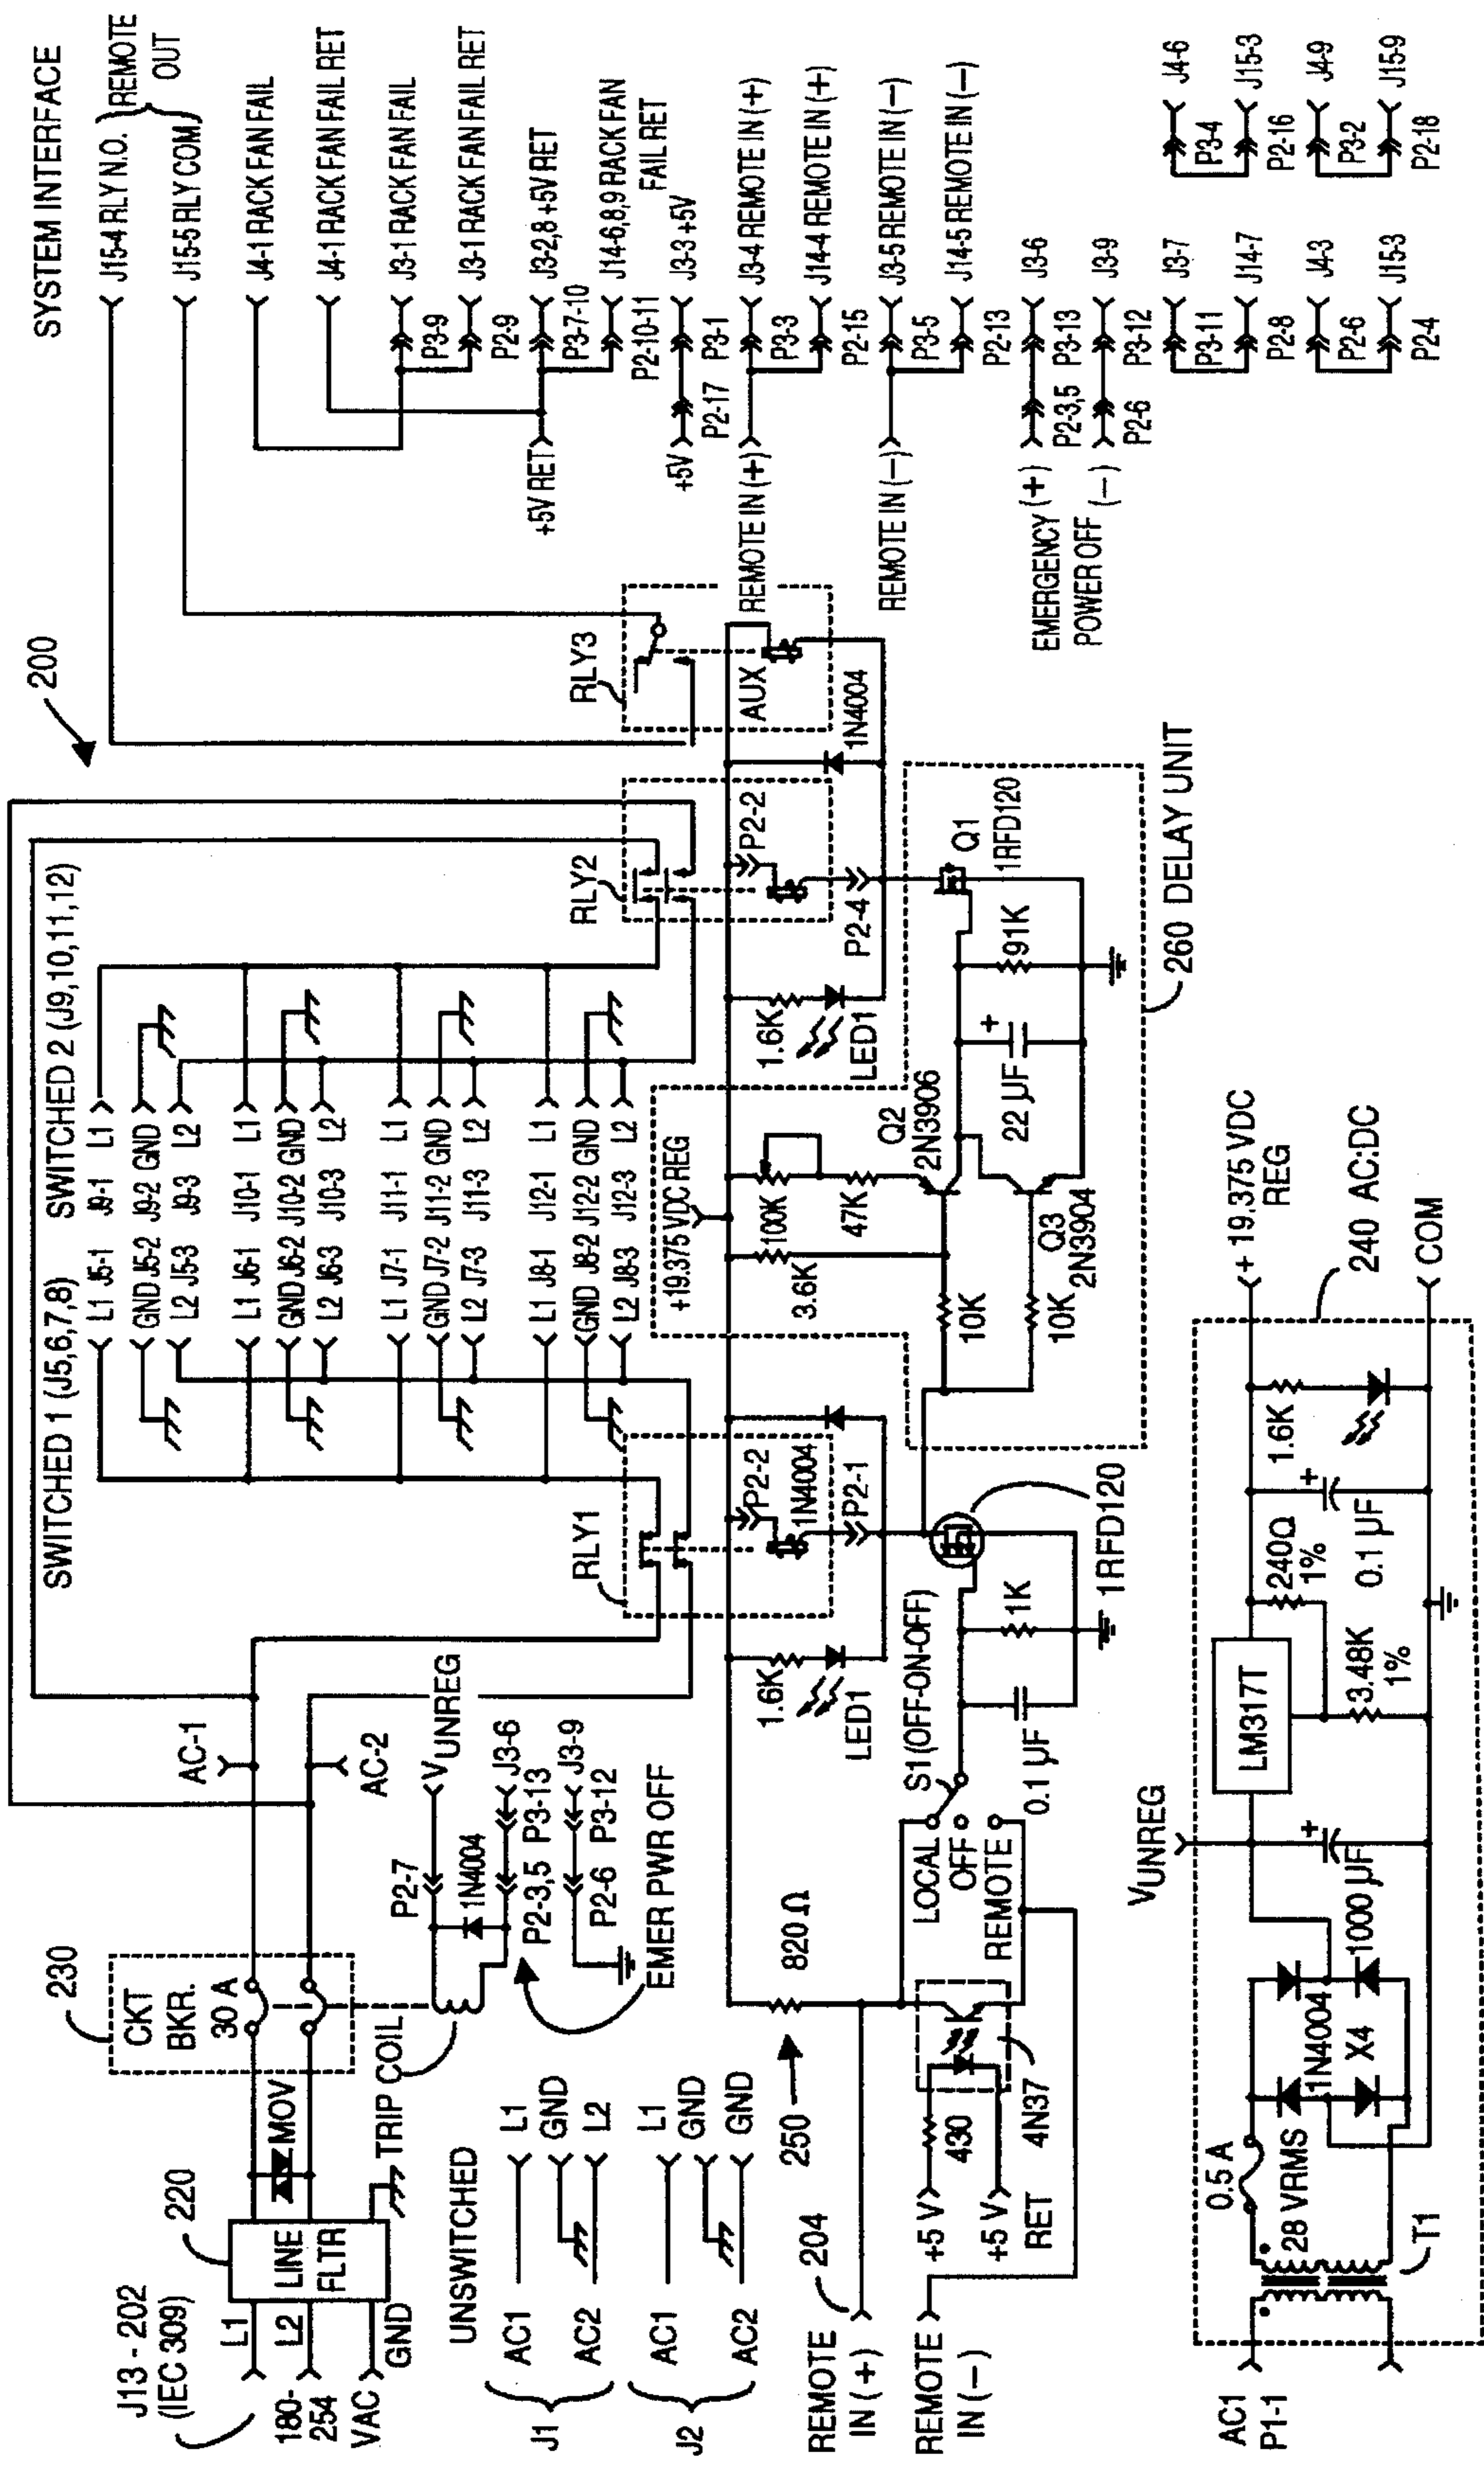 200
SYSTEM INTERFACE
J13 - 202
(IEC 309)
L1
L2
180-
254
VAC
GND
220
LINE
FLTR
MOV
230
CKT
BKR.
30 A
TRIP COIL
AC-1
AC-2
P2-7
VUNREG
1N4004
J3-6
P2-3,5 P3-13
J3-9
P2-6 P3-12
EMER PWR OFF
UNSWITCHED
J1
AC1
L1
GND
AC2
L2
J2
AC1
L1
GND
AC2
GND
SWITCHED 1 (J5,6,7,8)
SWITCHED 2 (J9,10,11,12)
L1 J5-1
J9-1 L1
GND J5-2
J9-2 GND
L2 J5-3
J9-3 L2
L1 J6-1
J10-1 L1
GND J6-2
J10-2 GND
L2 J6-3
J10-3 L2
L1 J7-1
J11-1 L1
GND J7-2
J11-2 GND
L2 J7-3
J11-3 L2
L1 J8-1
J12-1 L1
GND J8-2
J12-2 GND
L2 J8-3
J12-3 L2
RLY1
P2-2
1N4004
P2-1
RLY2
P2-2
P2-4
RLY3
AUX
1N4004
1.6K
LED1
1.6K
LED1
204
REMOTE
IN (+)
REMOTE
IN (−)
250
820 Ω
+5 V
+5 V
RET
430
4N37
LOCAL
OFF
REMOTE
S1 (OFF-ON-OFF)
0.1 µF
1K
1RFD120
+19.375 VDC REG
3.6K
100K
47K
10K
10K
Q2
2N3906
Q3
2N3904
22 µF
+
91K
Q1
1RFD120
260 DELAY UNIT
J15-4 RLY N.O.
J15-5 RLY COM
REMOTE
OUT
J4-1 RACK FAN FAIL
J4-1 RACK FAN FAIL RET
J3-1 RACK FAN FAIL
P3-9
J3-1 RACK FAN FAIL RET
P2-9
+5V RET
J3-2,8 +5V RET
P3-7-10
J14-6,8,9 RACK FAN
FAIL RET
P2-10-11
+5V
J3-3 +5V
P2-17
P3-1
REMOTE IN (+)
REMOTE IN (+)
J3-4 REMOTE IN (+)
P3-3
J14-4 REMOTE IN (+)
P2-15
REMOTE IN (−)
J3-5 REMOTE IN (−)
P3-5
J14-5 REMOTE IN (−)
P2-13
EMERGENCY (+)
POWER OFF (−)
J3-6
P2-3,5 P3-13
J3-9
P2-6
P3-12
J3-7
P3-11
J14-7
P2-8
J4-3
P2-6
J15-3
P2-4
J4-6
P3-4
J15-3
P2-16
J4-9
P3-2
J15-9
P2-18
AC1
P1-1
T1
28 VRMS
0.5 A
1N4004
X4
1000 µF
+
VUNREG
LM317T
240Ω
1%
3.48K
1%
0.1 µF
+
1.6K
+ 19.375 VDC
REG
240 AC:DC
COM